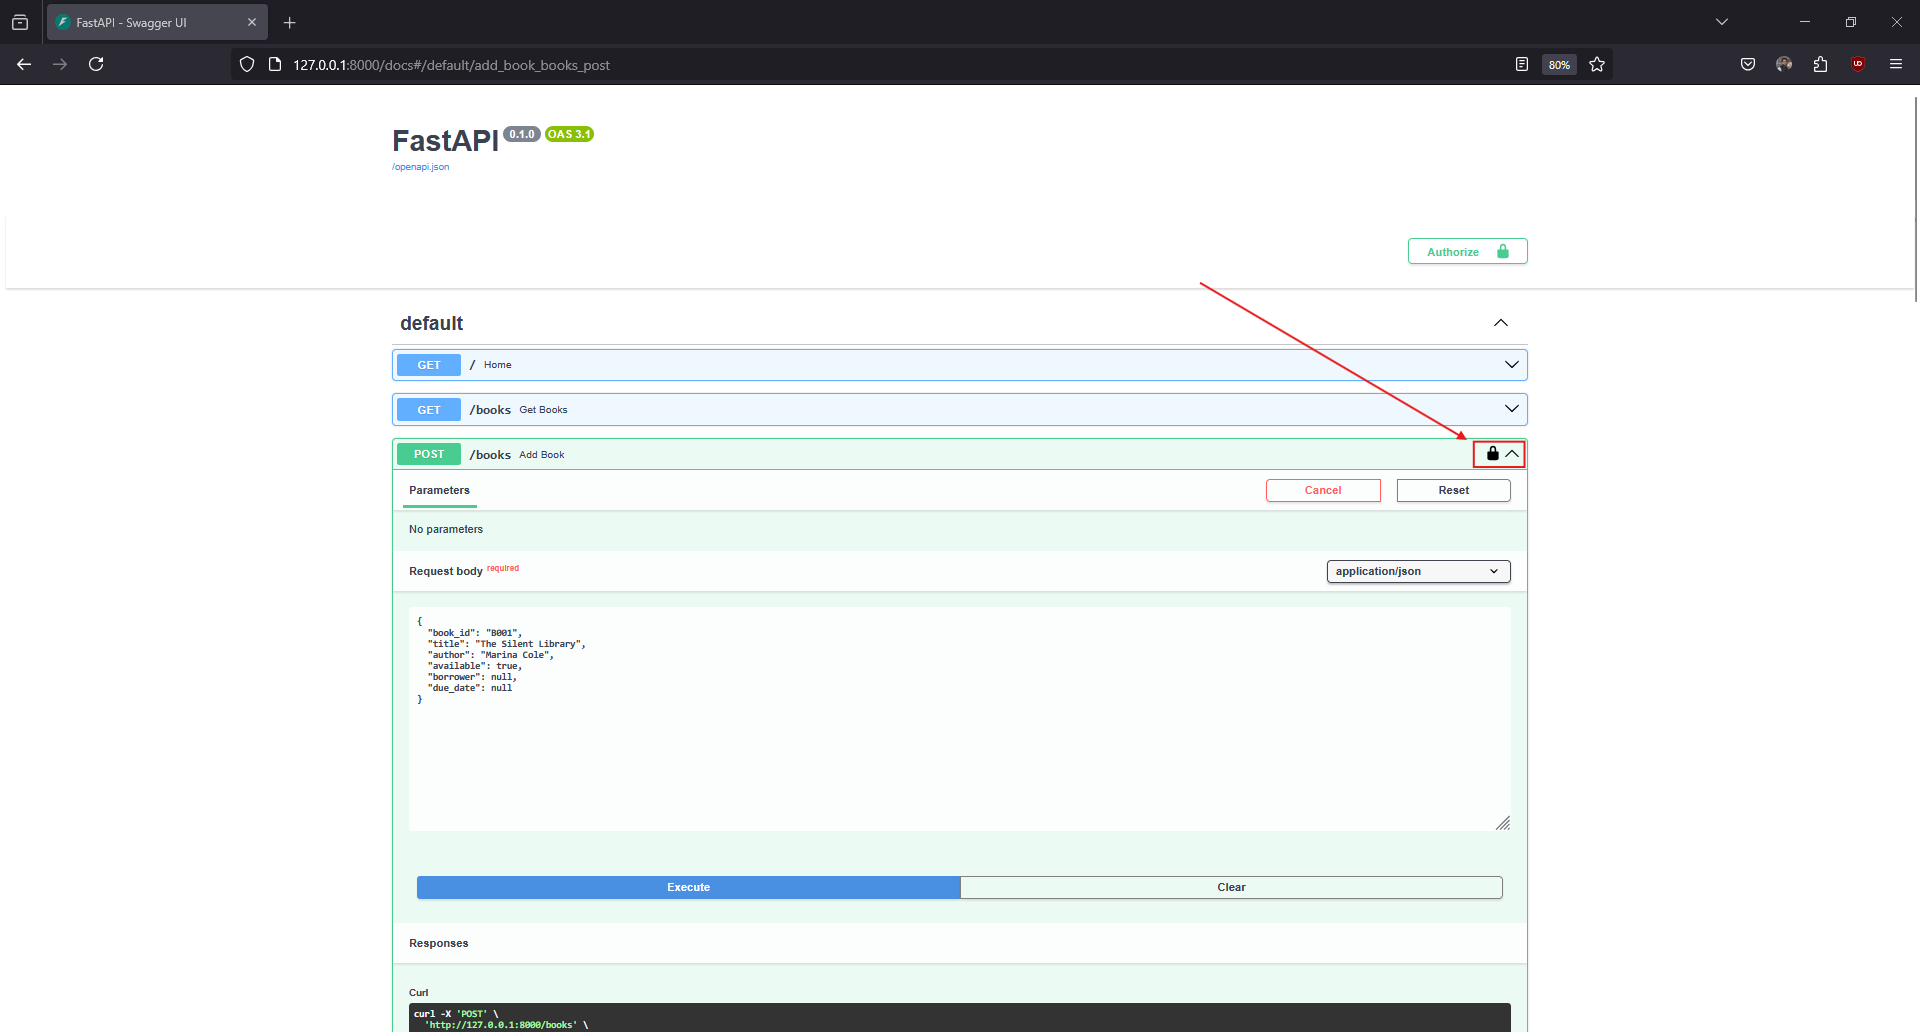 FastAPI - Swagger UI
127.0.0.1:8000/docs#/default/add_book_books_post
80%
FastAPI 0.1.0 OAS 3.1
/openapi.json
Authorize
default
GET / Home
GET /books Get Books
POST /books Add Book
Parameters
Cancel
Reset
No parameters
Request body required
application/json
{
"book_id": "B001",
"title": "The Silent Library",
"author": "Marina Cole",
"available": true,
"borrower": null,
"due_date": null
}
Execute
Clear
Responses
Curl
curl -X 'POST' \
'http://127.0.0.1:8000/books' \